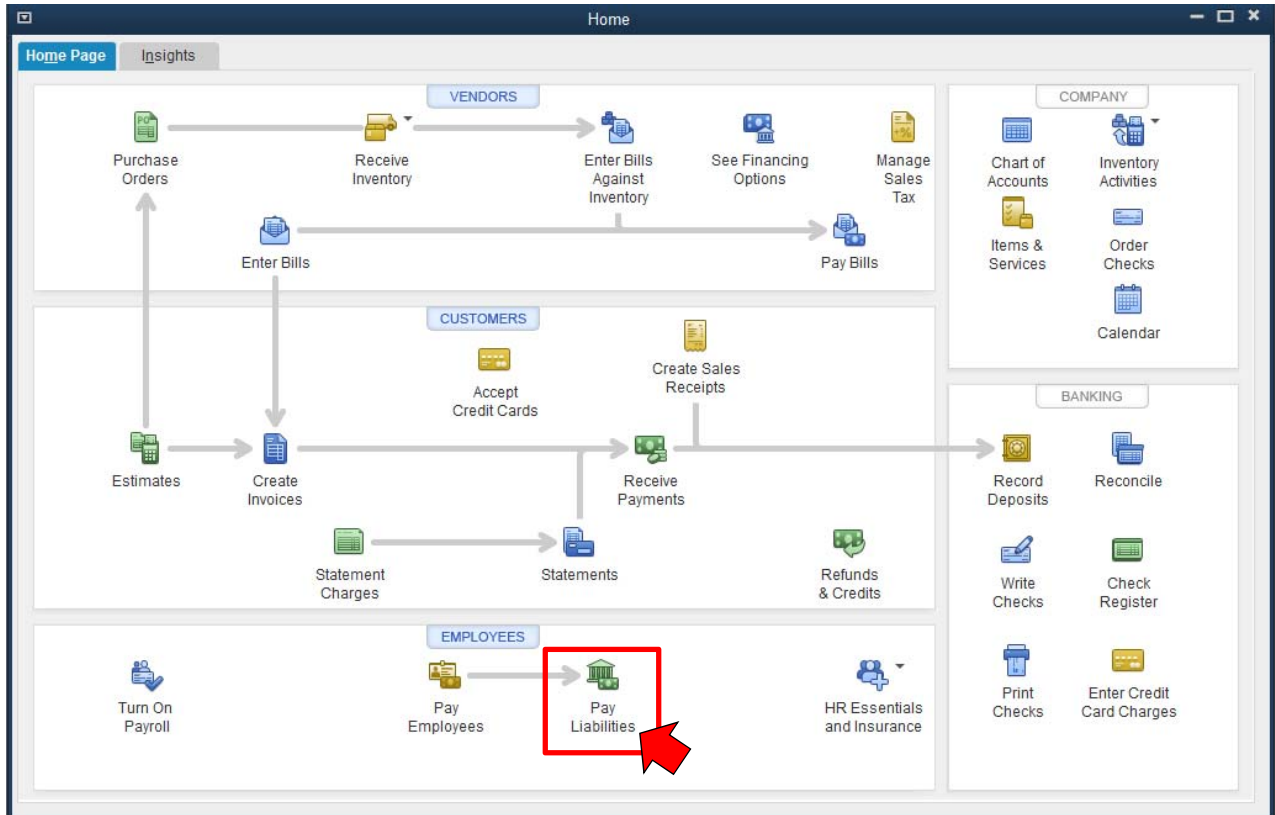 Home
Home Page
Insights
VENDORS
PO
Purchase
Orders
Receive
Inventory
Enter Bills
Against
Inventory
See Financing
Options
Manage
Sales
Tax
Enter Bills
Pay Bills
CUSTOMERS
Accept
Credit Cards
Create Sales
Receipts
Estimates
Create
Invoices
Receive
Payments
Statement
Charges
Statements
Refunds
& Credits
EMPLOYEES
Turn On
Payroll
Pay
Employees
Pay
Liabilities
HR Essentials
and Insurance
COMPANY
Chart of
Accounts
Inventory
Activities
Items &
Services
Order
Checks
Calendar
BANKING
Record
Deposits
Reconcile
Write
Checks
Check
Register
Print
Checks
Enter Credit
Card Charges